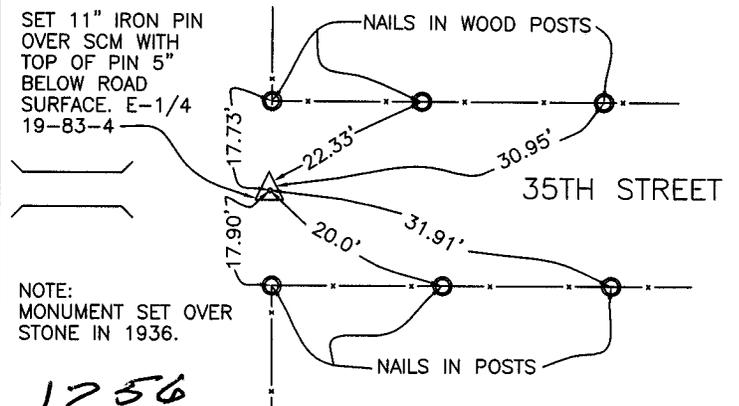 SET 11" IRON PIN
OVER SCM WITH
TOP OF PIN 5"
BELOW ROAD
SURFACE. E-1/4
19-83-4
NAILS IN WOOD POSTS
17.73'
22.33'
30.95'
35TH STREET
17.90'
20.0'
31.91'
NOTE:
MONUMENT SET OVER
STONE IN 1936.
NAILS IN POSTS
1256